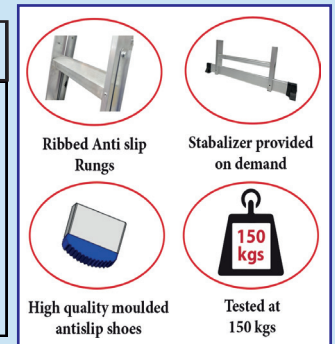 Ribbed Anti slip
Rungs
Stabalizer provided
on demand
150
kgs
High quality moulded
antislip shoes
Tested at
150 kgs